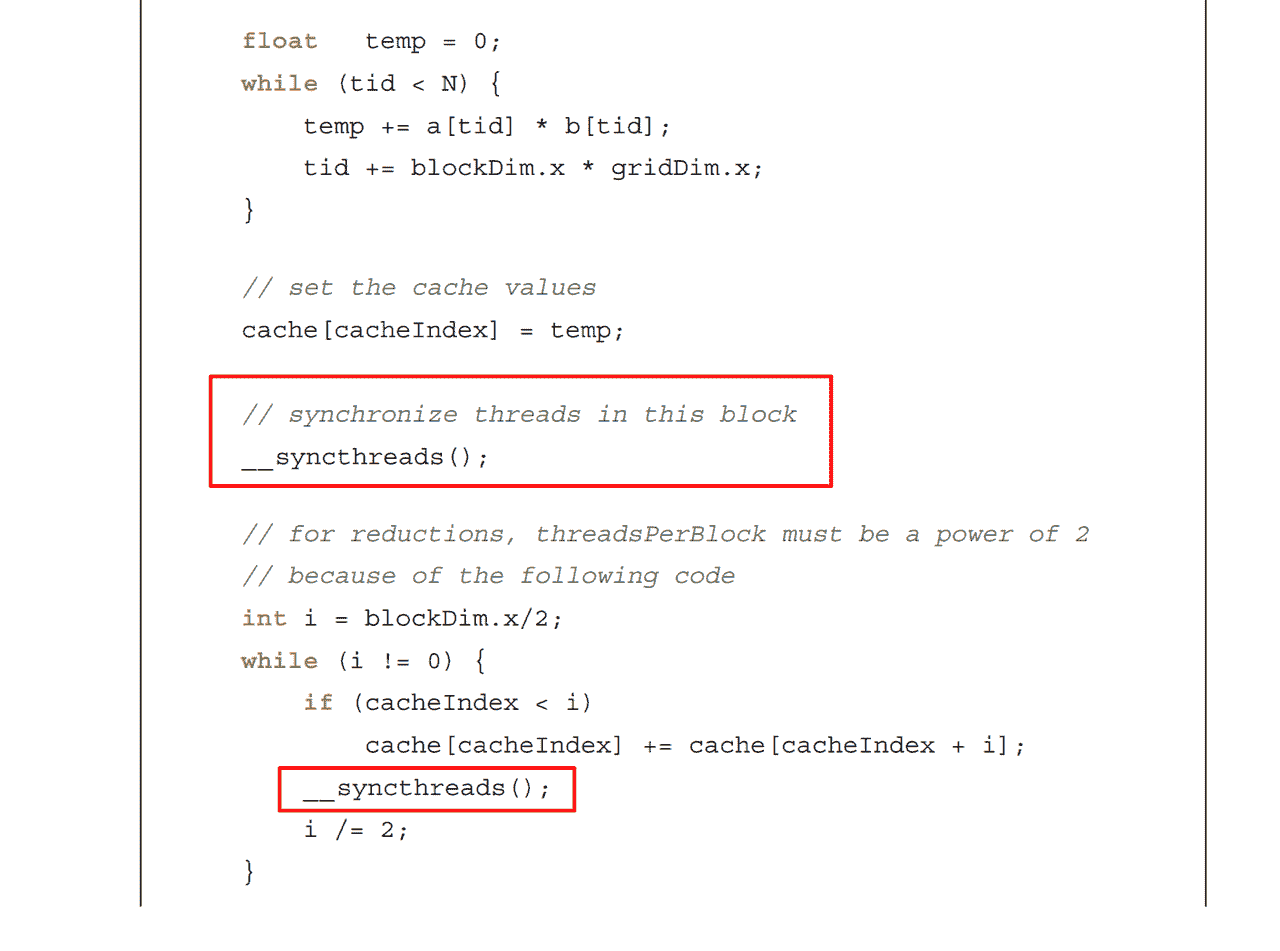 float   temp = 0;
while (tid < N) {
    temp += a[tid] * b[tid];
    tid += blockDim.x * gridDim.x;
}
// set the cache values
cache[cacheIndex] = temp;
// synchronize threads in this block
__syncthreads();
// for reductions, threadsPerBlock must be a power of 2
// because of the following code
int i = blockDim.x/2;
while (i != 0) {
    if (cacheIndex < i)
        cache[cacheIndex] += cache[cacheIndex + i];
    __syncthreads();
    i /= 2;
}